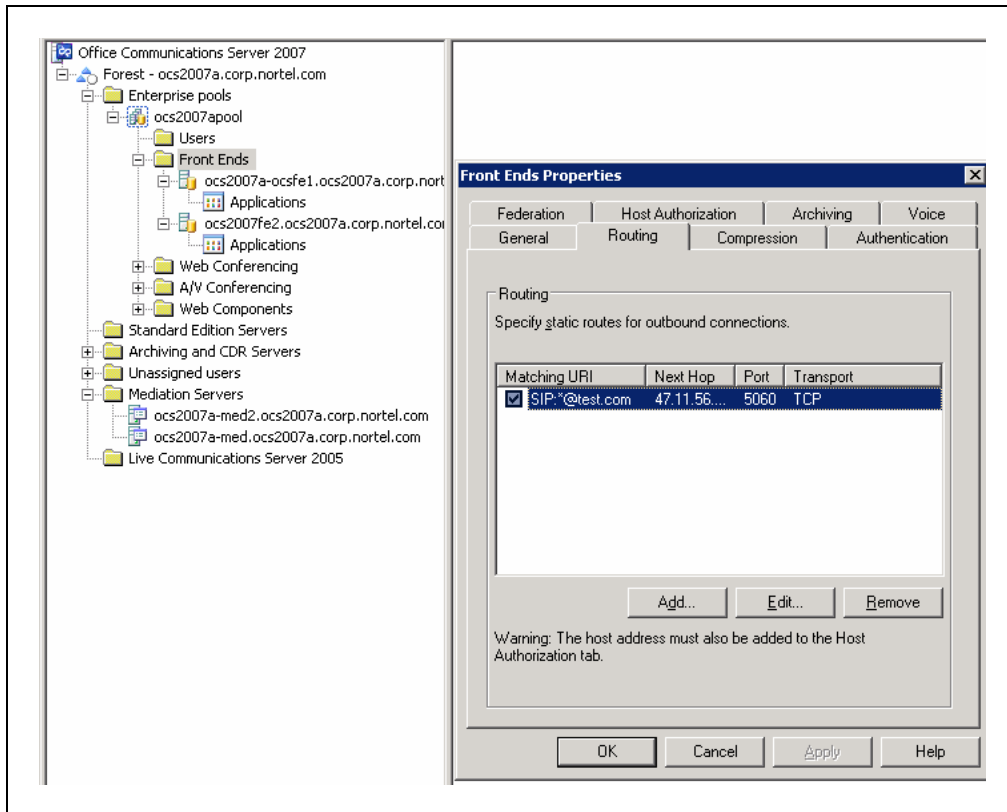 Office Communications Server 2007
Forest - ocs2007a.corp.nortel.com
Enterprise pools
ocs2007apool
Users
Front Ends
ocs2007a-ocsfe1.ocs2007a.corp.nort
Applications
ocs2007fe2.ocs2007a.corp.nortel.co
Applications
Web Conferencing
A/V Conferencing
Web Components
Standard Edition Servers
Archiving and CDR Servers
Unassigned users
Mediation Servers
ocs2007a-med2.ocs2007a.corp.nortel.com
ocs2007a-med.ocs2007a.corp.nortel.com
Live Communications Server 2005
Front Ends Properties
Federation Host Authorization Archiving Voice
General Routing Compression Authentication
Routing
Specify static routes for outbound connections.
Matching URI Next Hop Port Transport
SIP:*@test.com 47.11.56.... 5060 TCP
Add... Edit... Remove
Warning: The host address must also be added to the Host
Authorization tab.
OK Cancel Apply Help